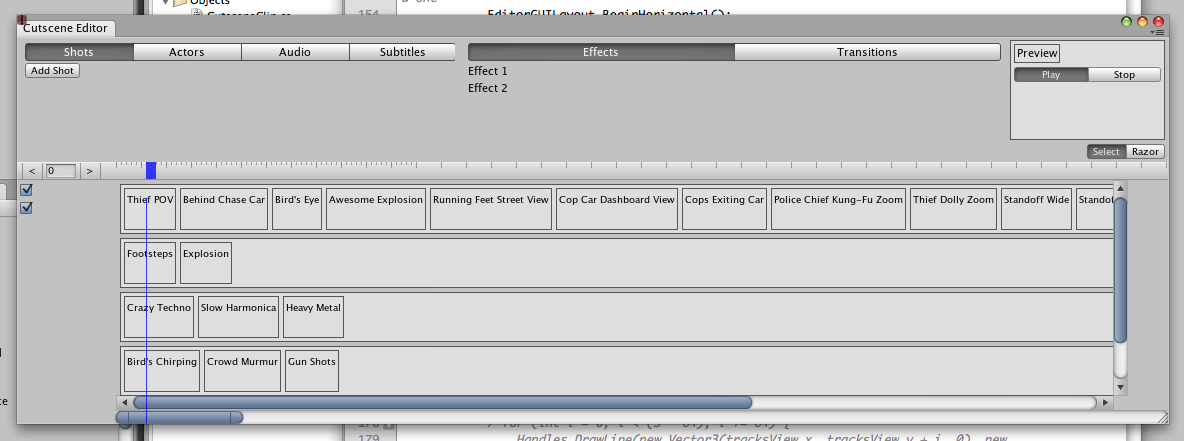 Objects
154
EditorGUILayout.BeginHorizontal();
Cutscene Editor
Shots Actors Audio Subtitles Effects Transitions
Preview
Add Shot
Effect 1
Play Stop
Effect 2
Select Razor
< 0 >
Thief POV Behind Chase Car Bird's Eye Awesome Explosion Running Feet Street View Cop Car Dashboard View Cops Exiting Car Police Chief Kung-Fu Zoom Thief Dolly Zoom Standoff Wide Standof
Footsteps Explosion
Crazy Techno Slow Harmonica Heavy Metal
Bird's Chirping Crowd Murmur Gun Shots
179
Handles.DrawLine(new Vector3(tracksView.x, tracksView.y + i, 0), new